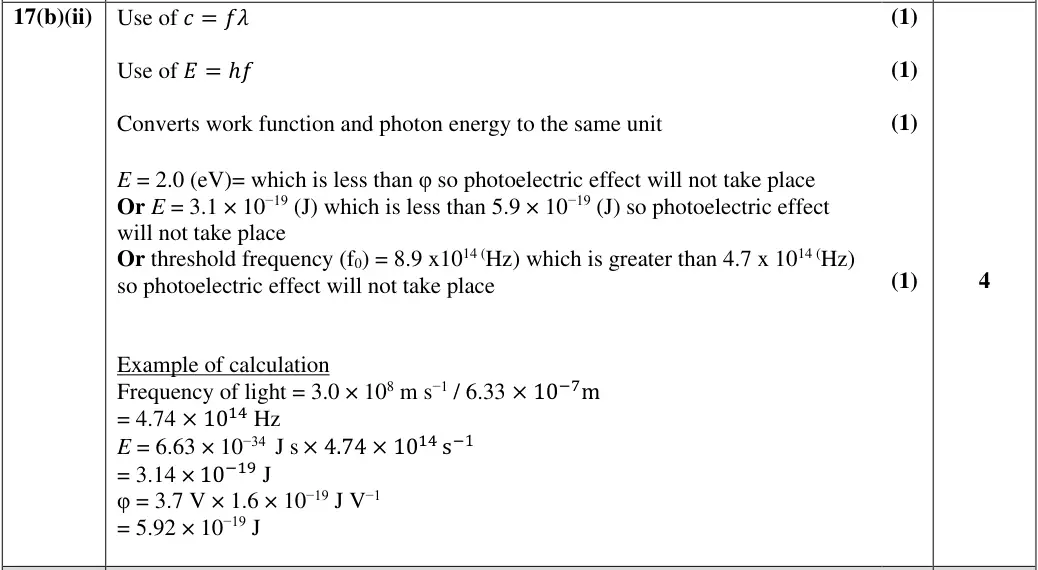 17(b)(ii) Use of 𝑐 = 𝑓𝜆 (1)
Use of 𝐸 = ℎ𝑓 (1)
Converts work function and photon energy to the same unit (1)
E = 2.0 (eV)= which is less than φ so photoelectric effect will not take place
Or E = 3.1 × 10⁻¹⁹ (J) which is less than 5.9 × 10⁻¹⁹ (J) so photoelectric effect
will not take place
Or threshold frequency (f₀) = 8.9 x10¹⁴ ⁽Hz) which is greater than 4.7 x 10¹⁴ ⁽Hz)
so photoelectric effect will not take place (1) 4
Example of calculation
Frequency of light = 3.0 × 10⁸ m s⁻¹ / 6.33 × 10⁻⁷m
= 4.74 × 10¹⁴ Hz
E = 6.63 × 10⁻³⁴ J s × 4.74 × 10¹⁴ s⁻¹
= 3.14 × 10⁻¹⁹ J
φ = 3.7 V × 1.6 × 10⁻¹⁹ J V⁻¹
= 5.92 × 10⁻¹⁹ J